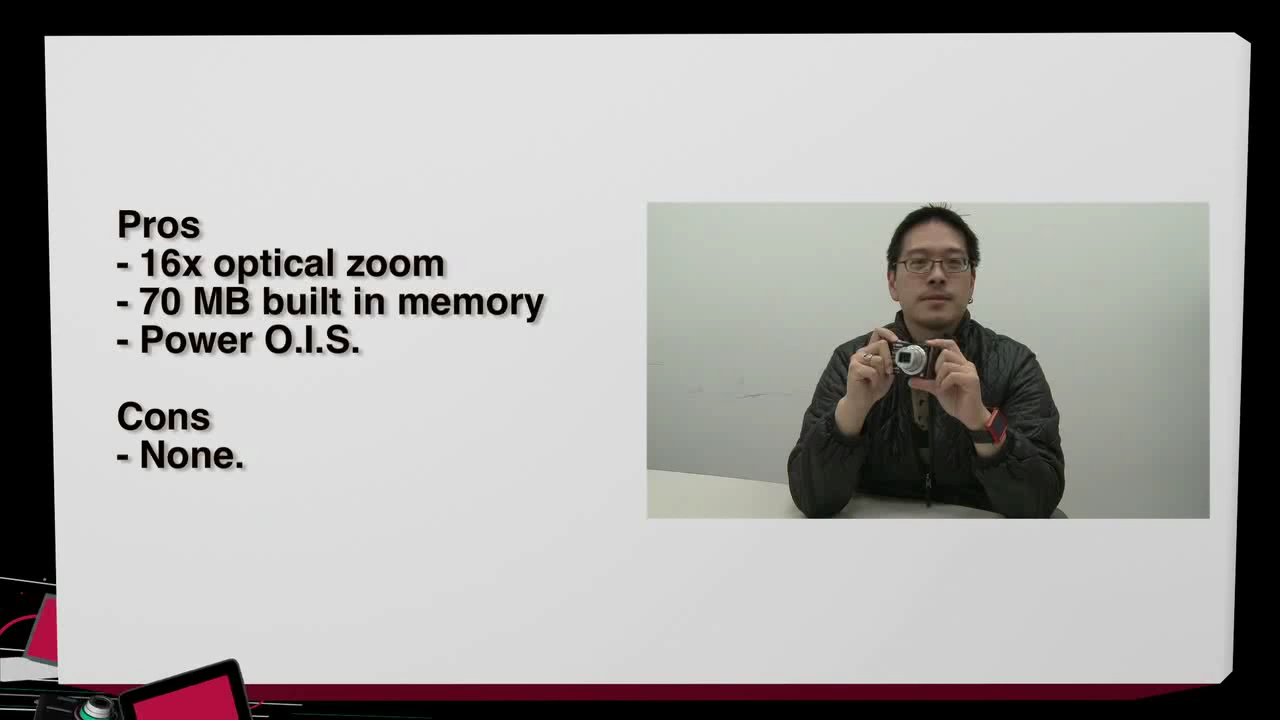 Pros
- 16x optical zoom
- 70 MB built in memory
- Power O.I.S.
Cons
- None.